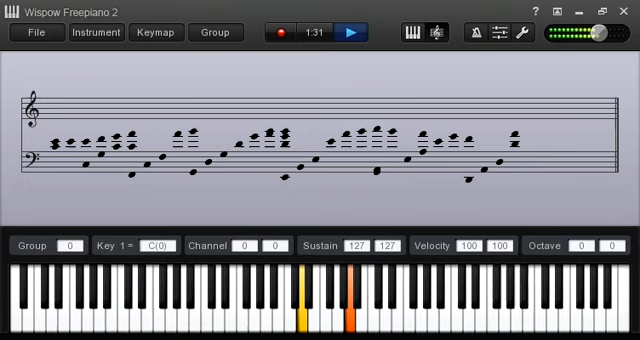 Wispow Freepiano 2
?
File Instrument Keymap Group 1:31
Group 0 Key 1 = C(0) Channel 0 0 Sustain 127 127 Velocity 100 100 Octave 0 0